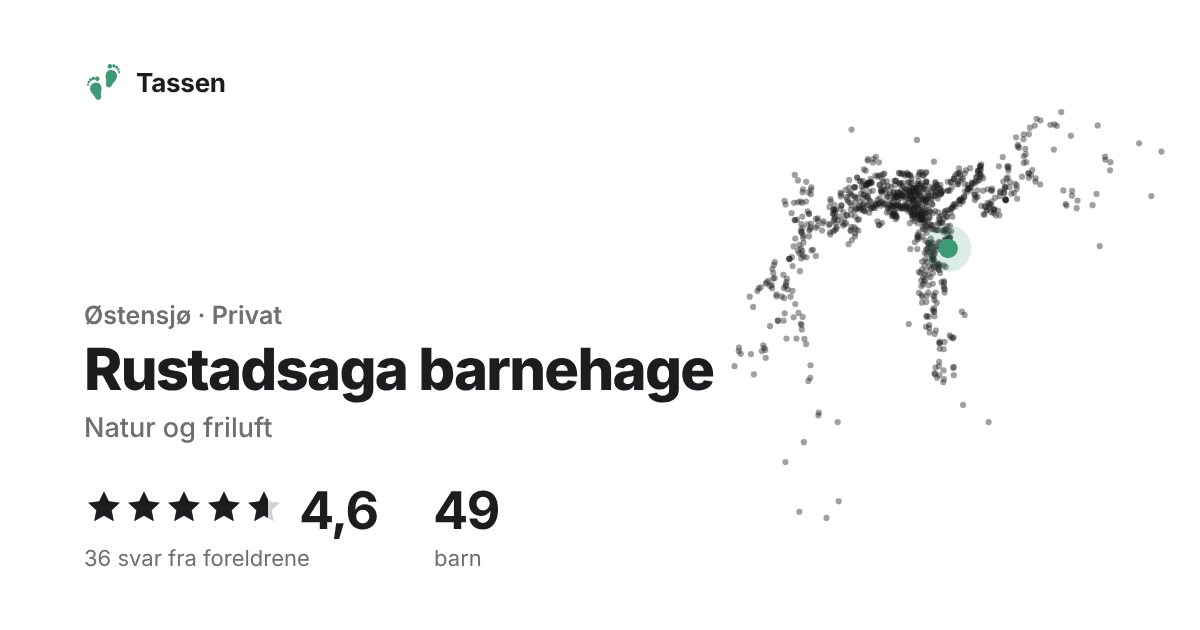 Tassen
Østensjø · Privat
Rustadsaga barnehage
Natur og friluft
4,6
49
36 svar fra foreldrene
barn